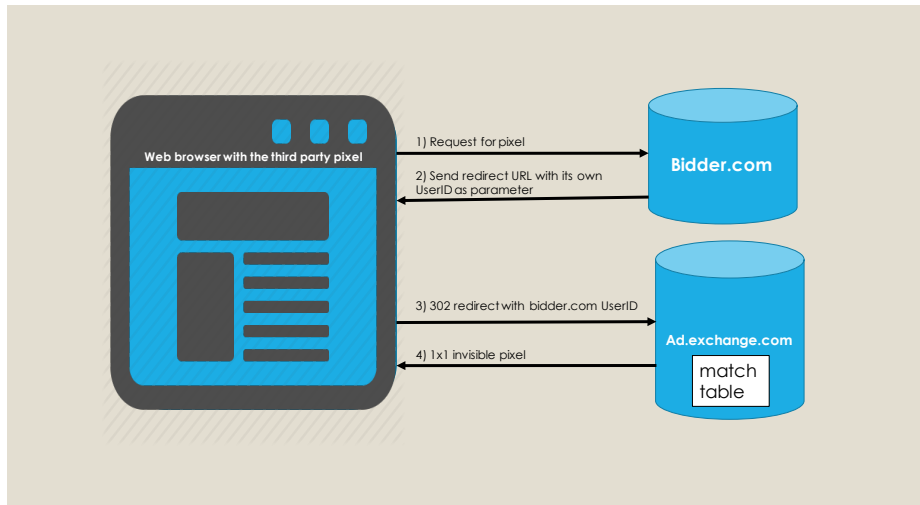 Web browser with the third party pixel
1) Request for pixel
2) Send redirect URL with its own
UserID as parameter
Bidder.com
3) 302 redirect with bidder.com UserID
4) 1x1 invisible pixel
Ad.exchange.com
match
table